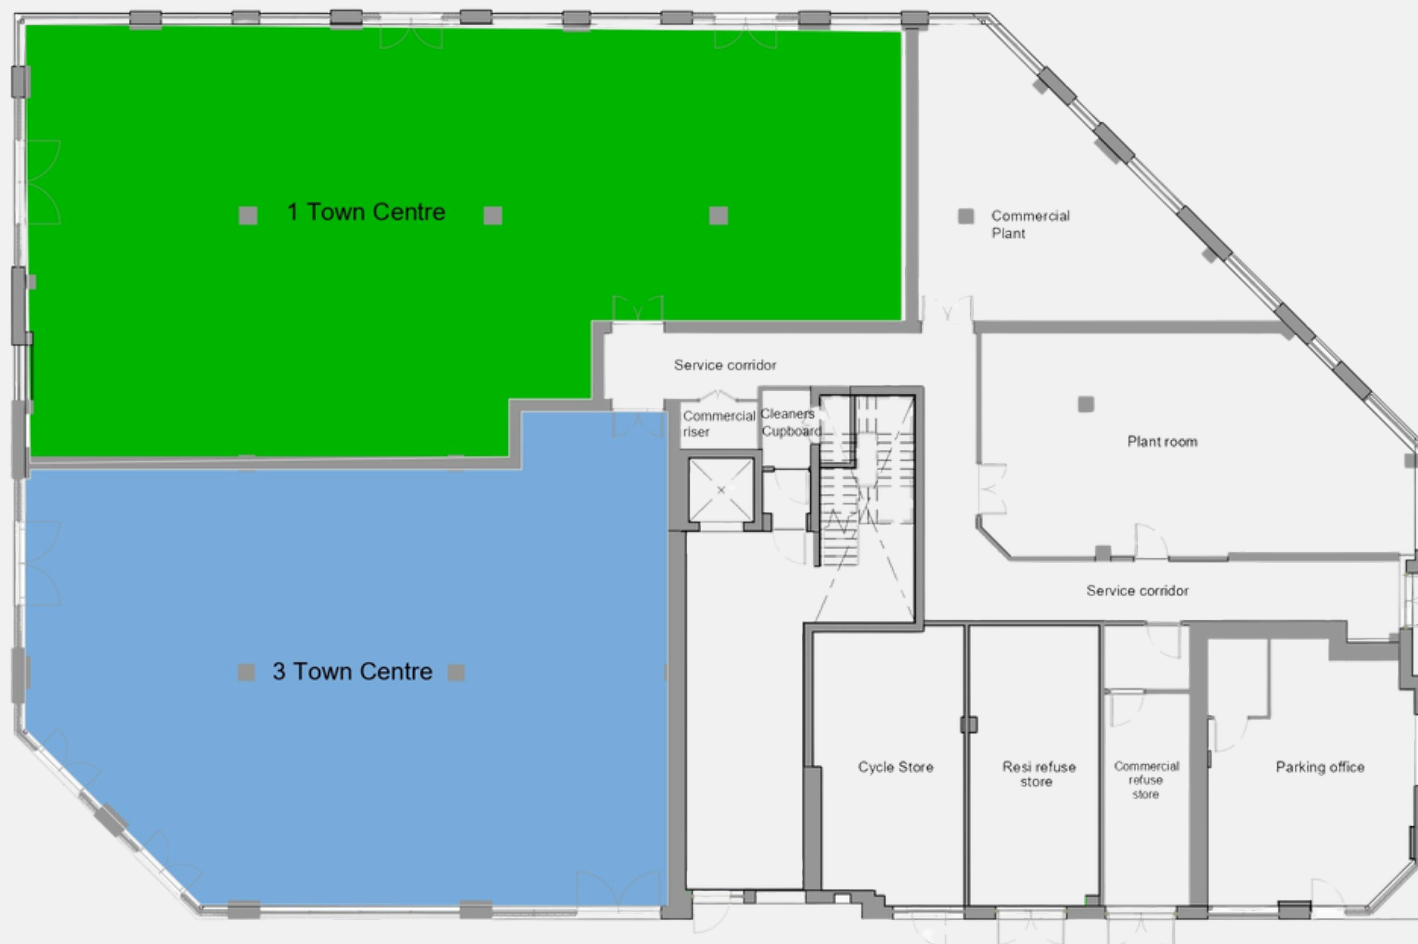 1 Town Centre
Commercial
Plant
Service corridor
Commercial
riser
Cleaners
Cupboard
Plant room
Service corridor
3 Town Centre
Cycle Store
Resi refuse
store
Commercial
refuse
store
Parking office